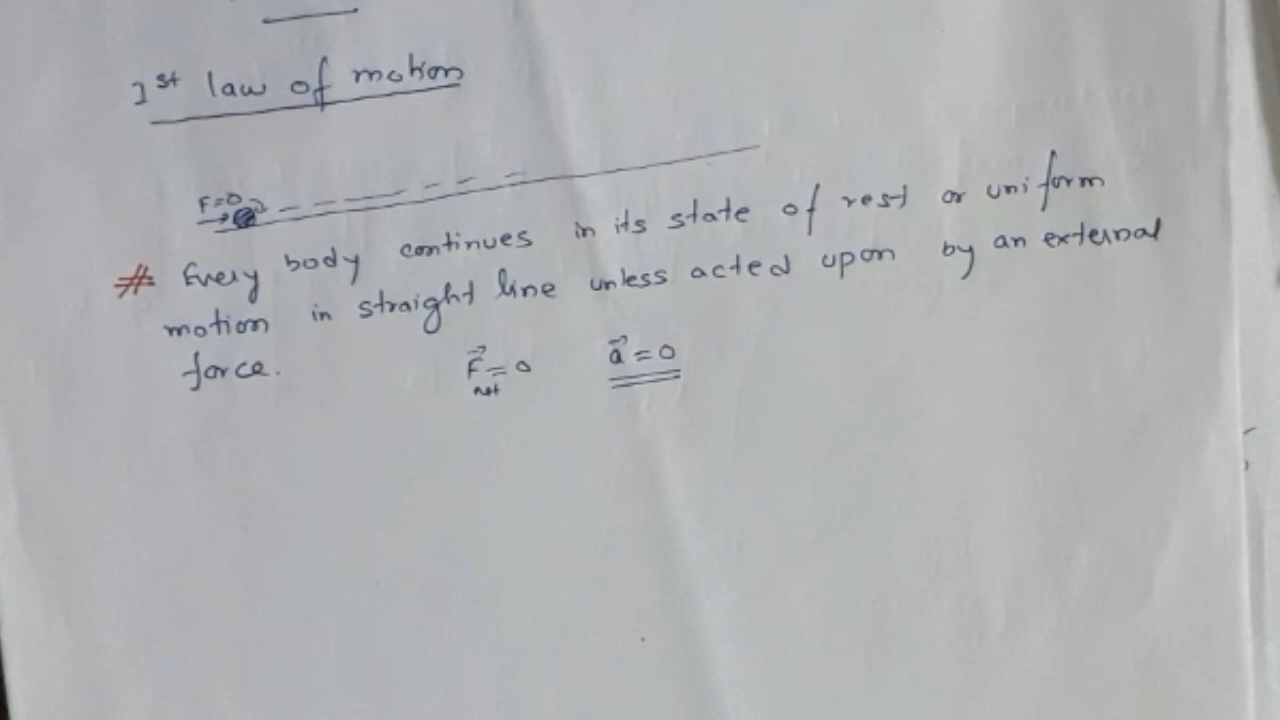 1st law of motion
F=0
# Every body continues in its state of rest or uniform
motion in straight line unless acted upon by an external
force.
F⃗net = 0 a⃗ = 0